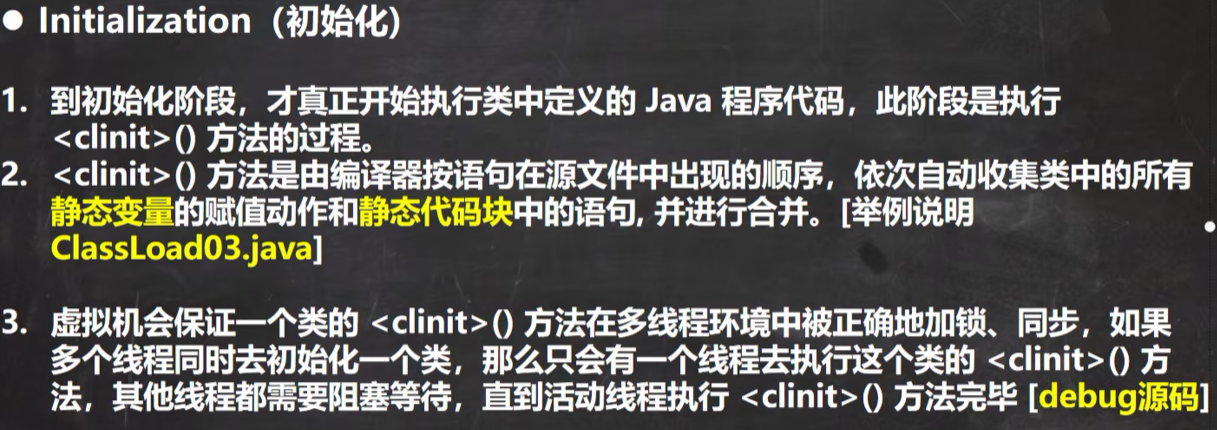 ● Initialization（初始化）
1. 到初始化阶段，才真正开始执行类中定义的 Java 程序代码，此阶段是执行
<clinit>() 方法的过程。
2. <clinit>() 方法是由编译器按语句在源文件中出现的顺序，依次自动收集类中的所有
静态变量的赋值动作和静态代码块中的语句, 并进行合并。[举例说明
ClassLoad03.java]
3. 虚拟机会保证一个类的 <clinit>() 方法在多线程环境中被正确地加锁、同步，如果
多个线程同时去初始化一个类，那么只会有一个线程去执行这个类的 <clinit>() 方
法，其他线程都需要阻塞等待，直到活动线程执行 <clinit>() 方法完毕 [debug源码]